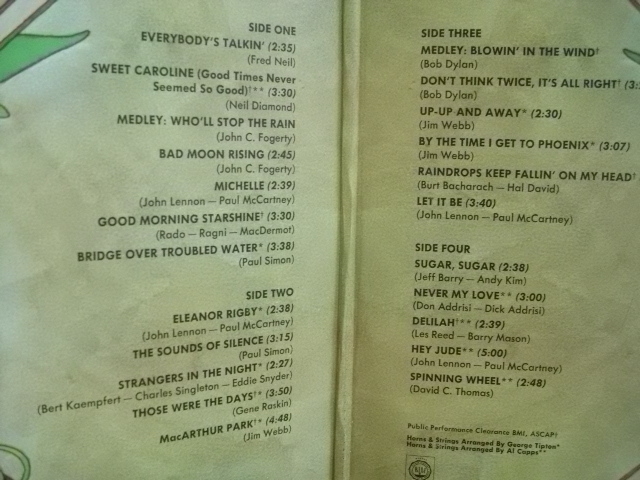 SIDE ONE
EVERYBODY'S TALKIN' (2:35)
(Fred Neil)
SWEET CAROLINE (Good Times Never
Seemed So Good)†** (3:30)
(Neil Diamond)
MEDLEY: WHO'LL STOP THE RAIN
(John C. Fogerty)
BAD MOON RISING (2:45)
(John C. Fogerty)
MICHELLE (2:39)
(John Lennon — Paul McCartney)
GOOD MORNING STARSHINE† (3:30)
(Rado — Ragni — MacDermot)
BRIDGE OVER TROUBLED WATER* (3:38)
(Paul Simon)
SIDE TWO
ELEANOR RIGBY* (2:38)
(John Lennon — Paul McCartney)
THE SOUNDS OF SILENCE (3:15)
(Paul Simon)
STRANGERS IN THE NIGHT* (2:27)
(Bert Kaempfert — Charles Singleton — Eddie Snyder)
THOSE WERE THE DAYS†* (3:50)
(Gene Raskin)
MacARTHUR PARK†* (4:48)
(Jim Webb)
SIDE THREE
MEDLEY: BLOWIN' IN THE WIND†
(Bob Dylan)
DON'T THINK TWICE, IT'S ALL RIGHT† (3:
(Bob Dylan)
UP-UP AND AWAY* (2:30)
(Jim Webb)
BY THE TIME I GET TO PHOENIX* (3:07)
(Jim Webb)
RAINDROPS KEEP FALLIN' ON MY HEAD†
(Burt Bacharach — Hal David)
LET IT BE (3:40)
(John Lennon — Paul McCartney)
SIDE FOUR
SUGAR, SUGAR (2:38)
(Jeff Barry — Andy Kim)
NEVER MY LOVE** (3:00)
(Don Addrisi — Dick Addrisi)
DELILAH†** (2:39)
(Les Reed — Barry Mason)
HEY JUDE** (5:00)
(John Lennon — Paul McCartney)
SPINNING WHEEL** (2:48)
(David C. Thomas)
Public Performance Clearance BMI, ASCAP†
Horns & Strings Arranged By George Tipton*
Horns & Strings Arranged By Al Capps**